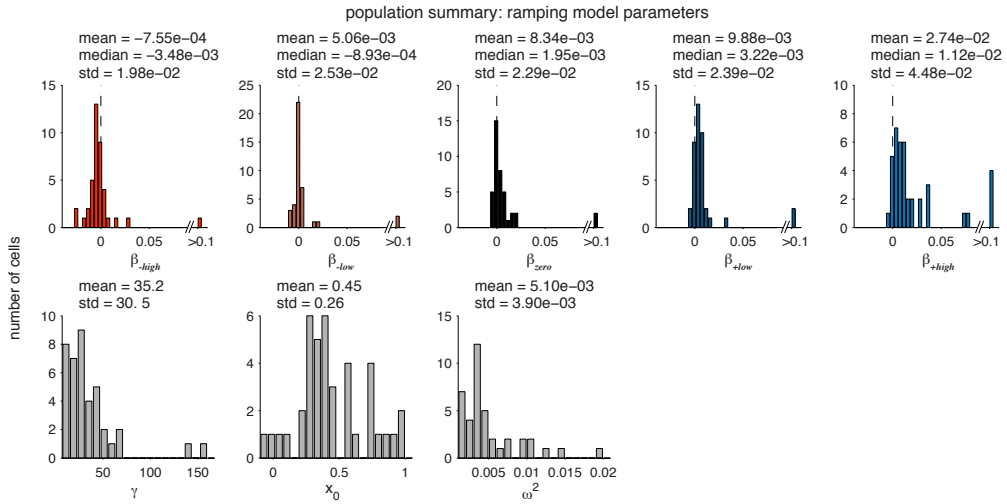 population summary: ramping model parameters
mean = −7.55e−04
median = −3.48e−03
std = 1.98e−02
mean = 5.06e−03
median = −8.93e−04
std = 2.53e−02
mean = 8.34e−03
median = 1.95e−03
std = 2.29e−02
mean = 9.88e−03
median = 3.22e−03
std = 2.39e−02
mean = 2.74e−02
median = 1.12e−02
std = 4.48e−02
15
10
5
0
0 0.05 >0.1
β-high
25
20
15
10
5
0
0 0.05 >0.1
β-low
20
15
10
5
0
0 0.05 >0.1
βzero
15
10
5
0
0 0.05 >0.1
β+low
10
8
6
4
2
0
0 0.05 >0.1
β+high
number of cells
mean = 35.2
std = 30. 5
mean = 0.45
std = 0.26
mean = 5.10e−03
std = 3.90e−03
10
8
6
4
2
0
50 100 150
γ
6
4
2
0
0 0.5 1
x0
15
10
5
0
0.005 0.01 0.015 0.02
ω2